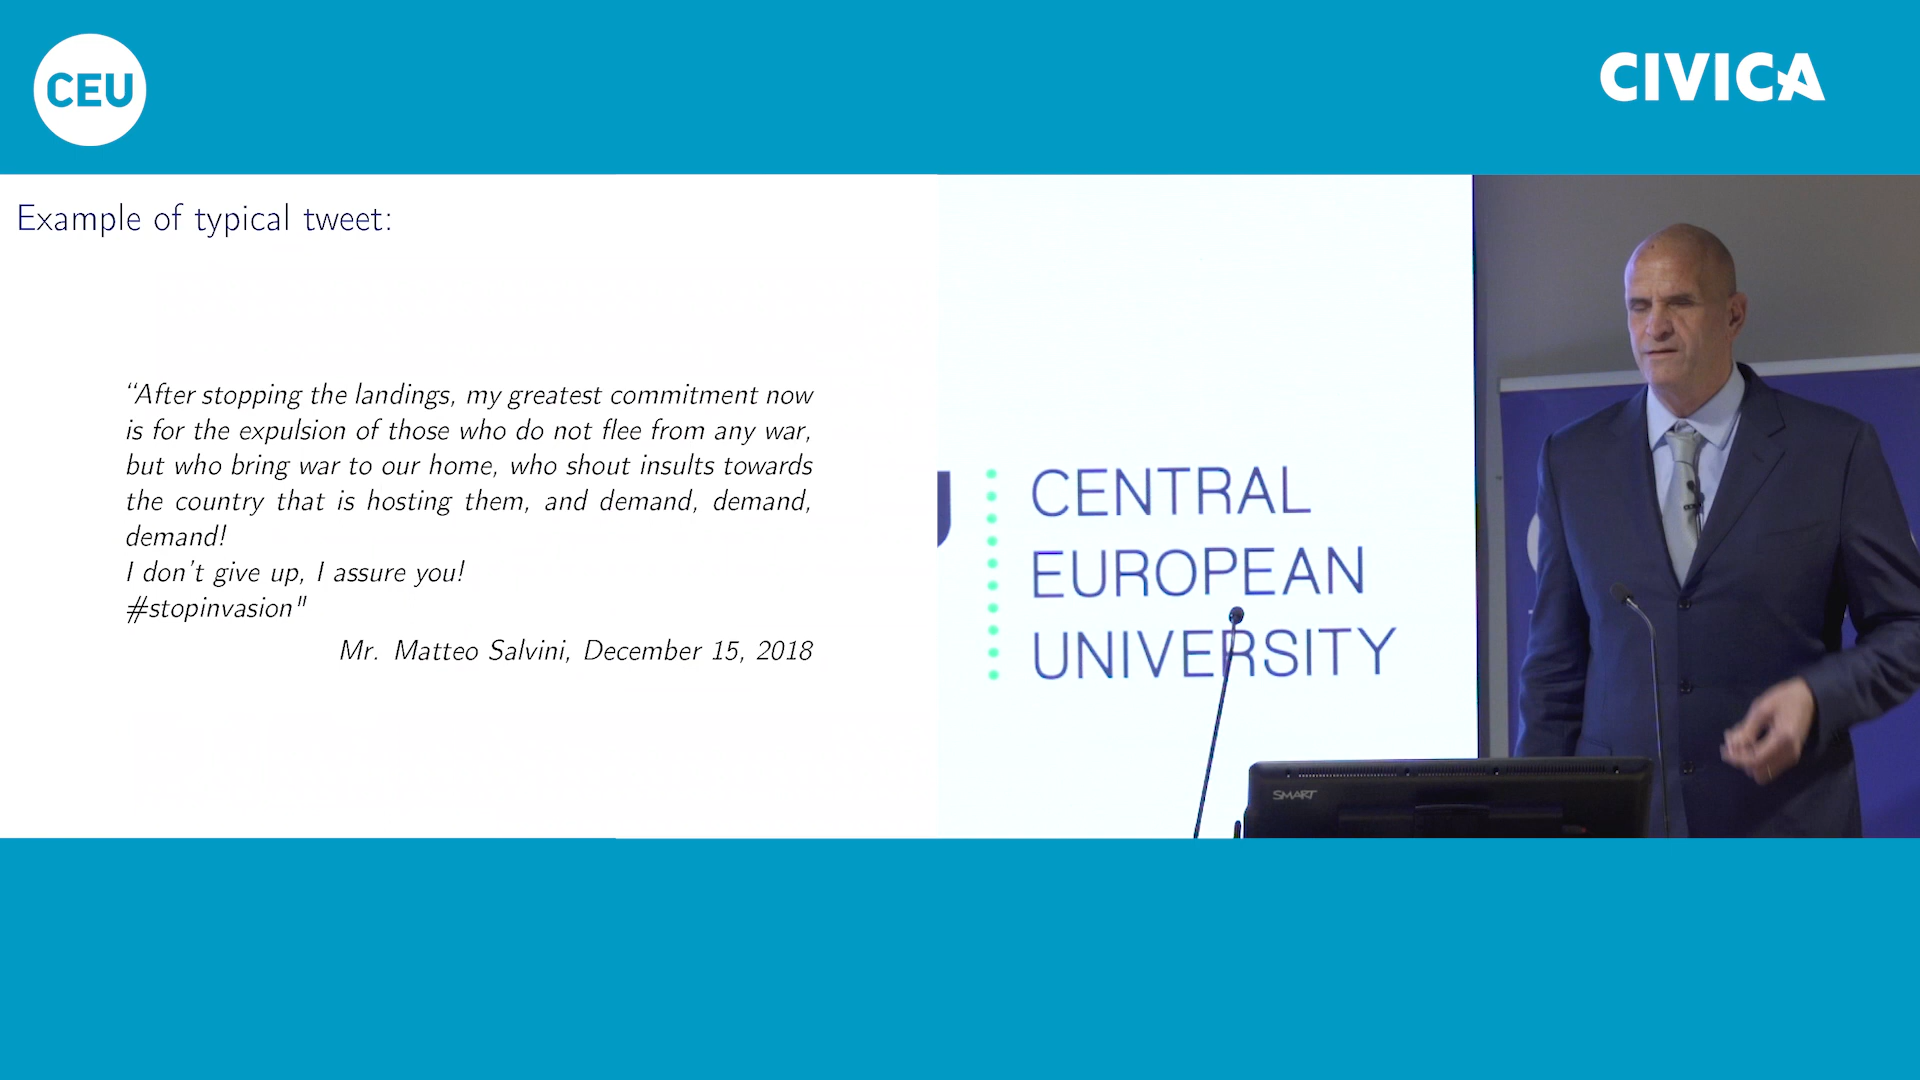 CEU
CIVICA
Example of typical tweet:
“After stopping the landings, my greatest commitment now
is for the expulsion of those who do not flee from any war,
but who bring war to our home, who shout insults towards
the country that is hosting them, and demand, demand,
demand!
I don't give up, I assure you!
#stopinvasion"
Mr. Matteo Salvini, December 15, 2018
CENTRAL
EUROPEAN
UNIVERSITY
SMART